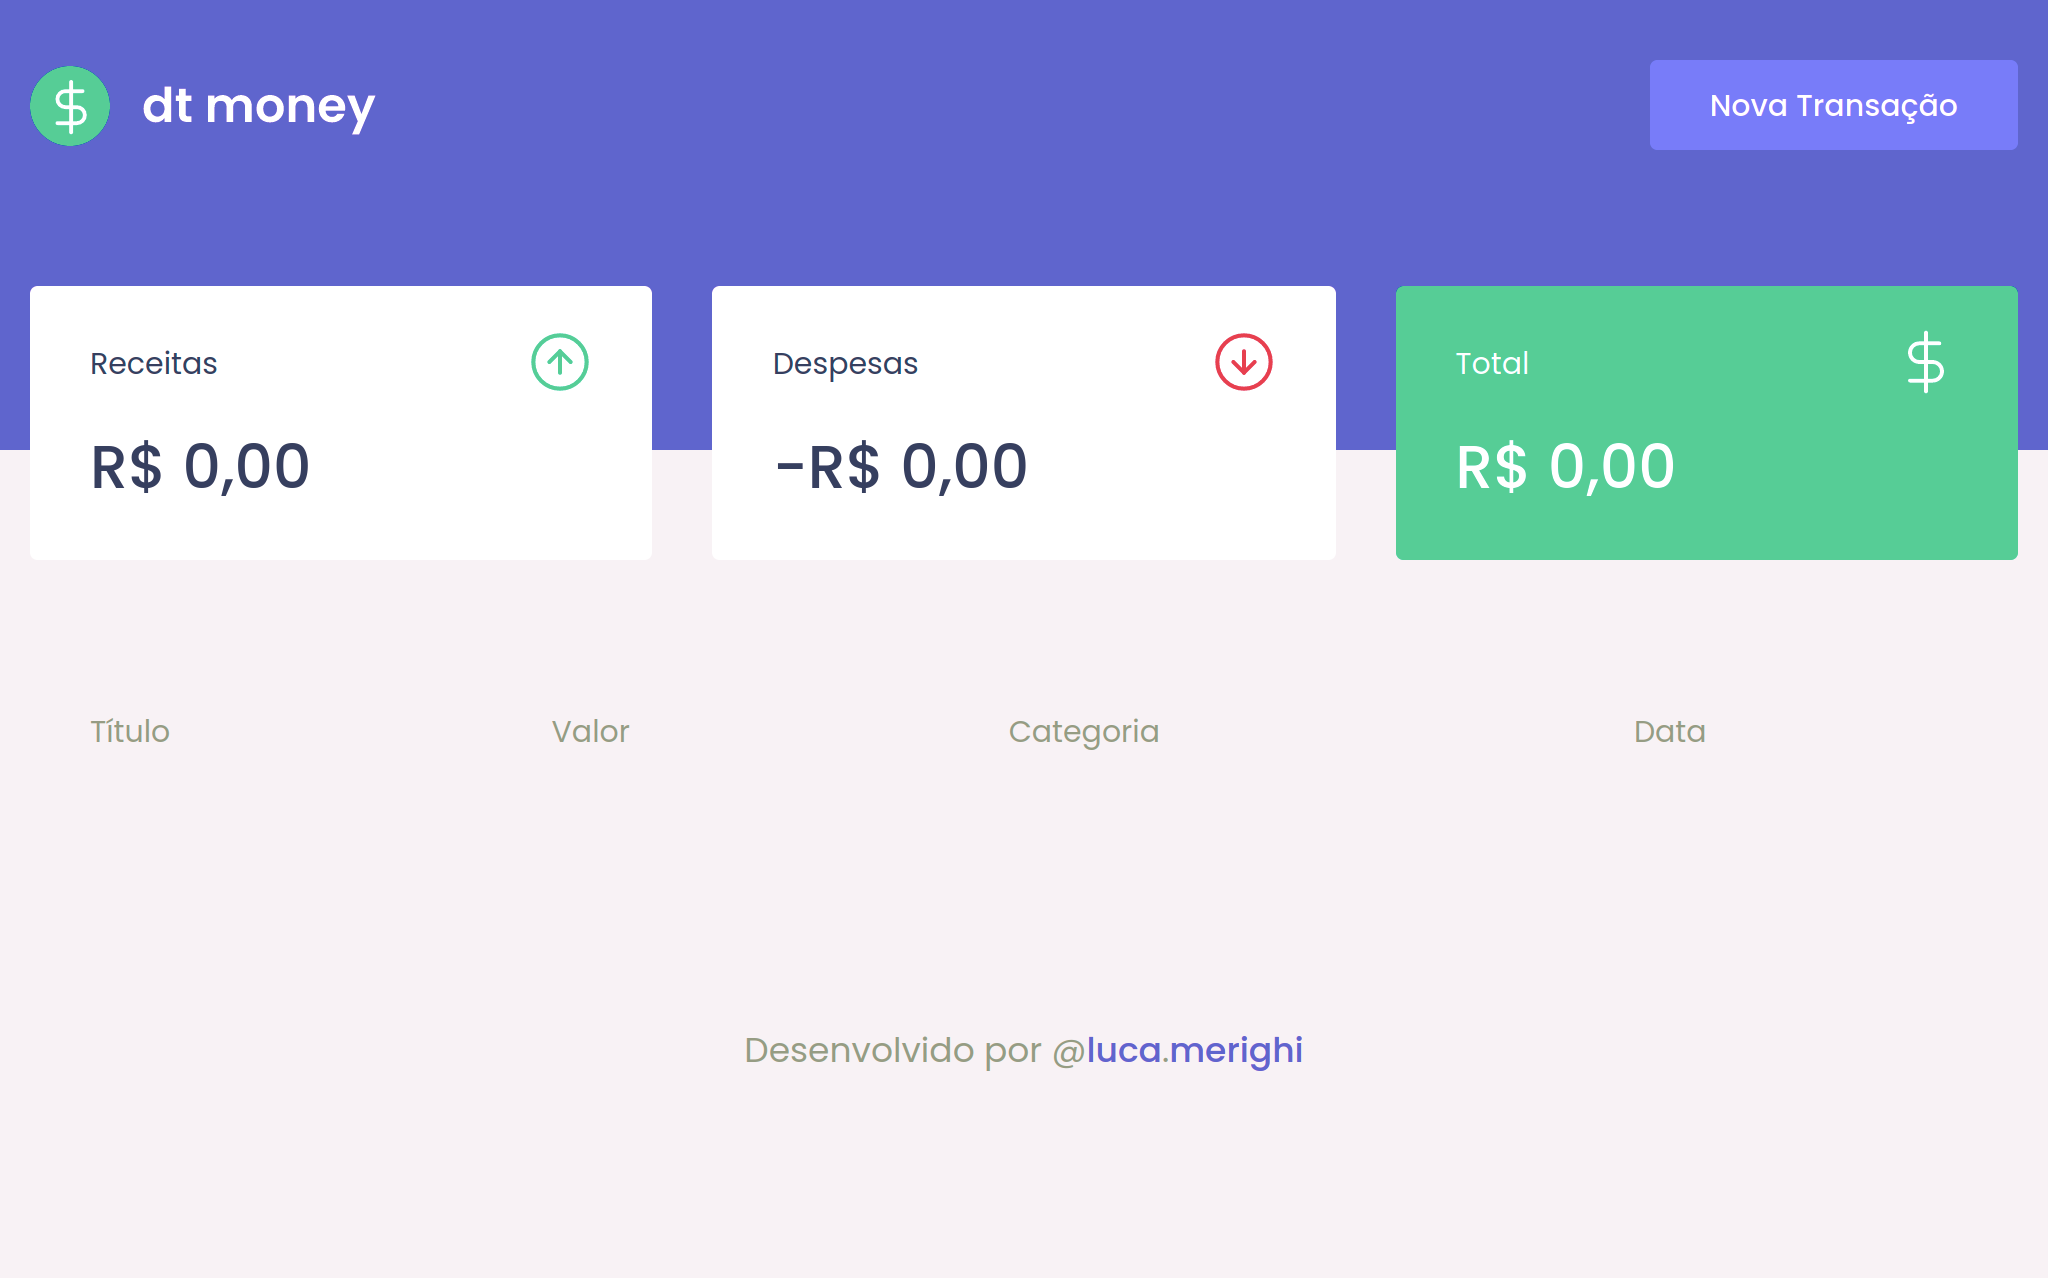 dt money
Nova Transação
Receitas
R$ 0,00
Despesas
-R$ 0,00
Total
R$ 0,00
Título Valor Categoria Data
Desenvolvido por @luca.merighi